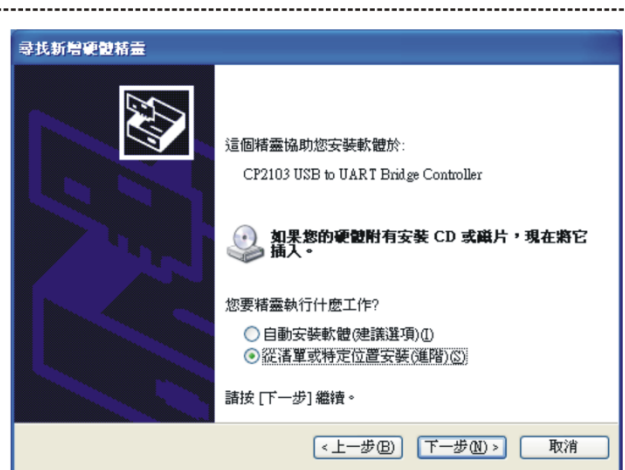 尋找新增硬體精靈
這個精靈協助您安裝軟體於:
CP2103 USB to UART Bridge Controller
如果您的硬體附有安裝 CD 或磁片，現在將它
插入。
您要精靈執行什麼工作?
自動安裝軟體(建議選項)(I)
從清單或特定位置安裝(進階)(S)
請按 [下一步] 繼續。
<上一步(B) 下一步(N)> 取消